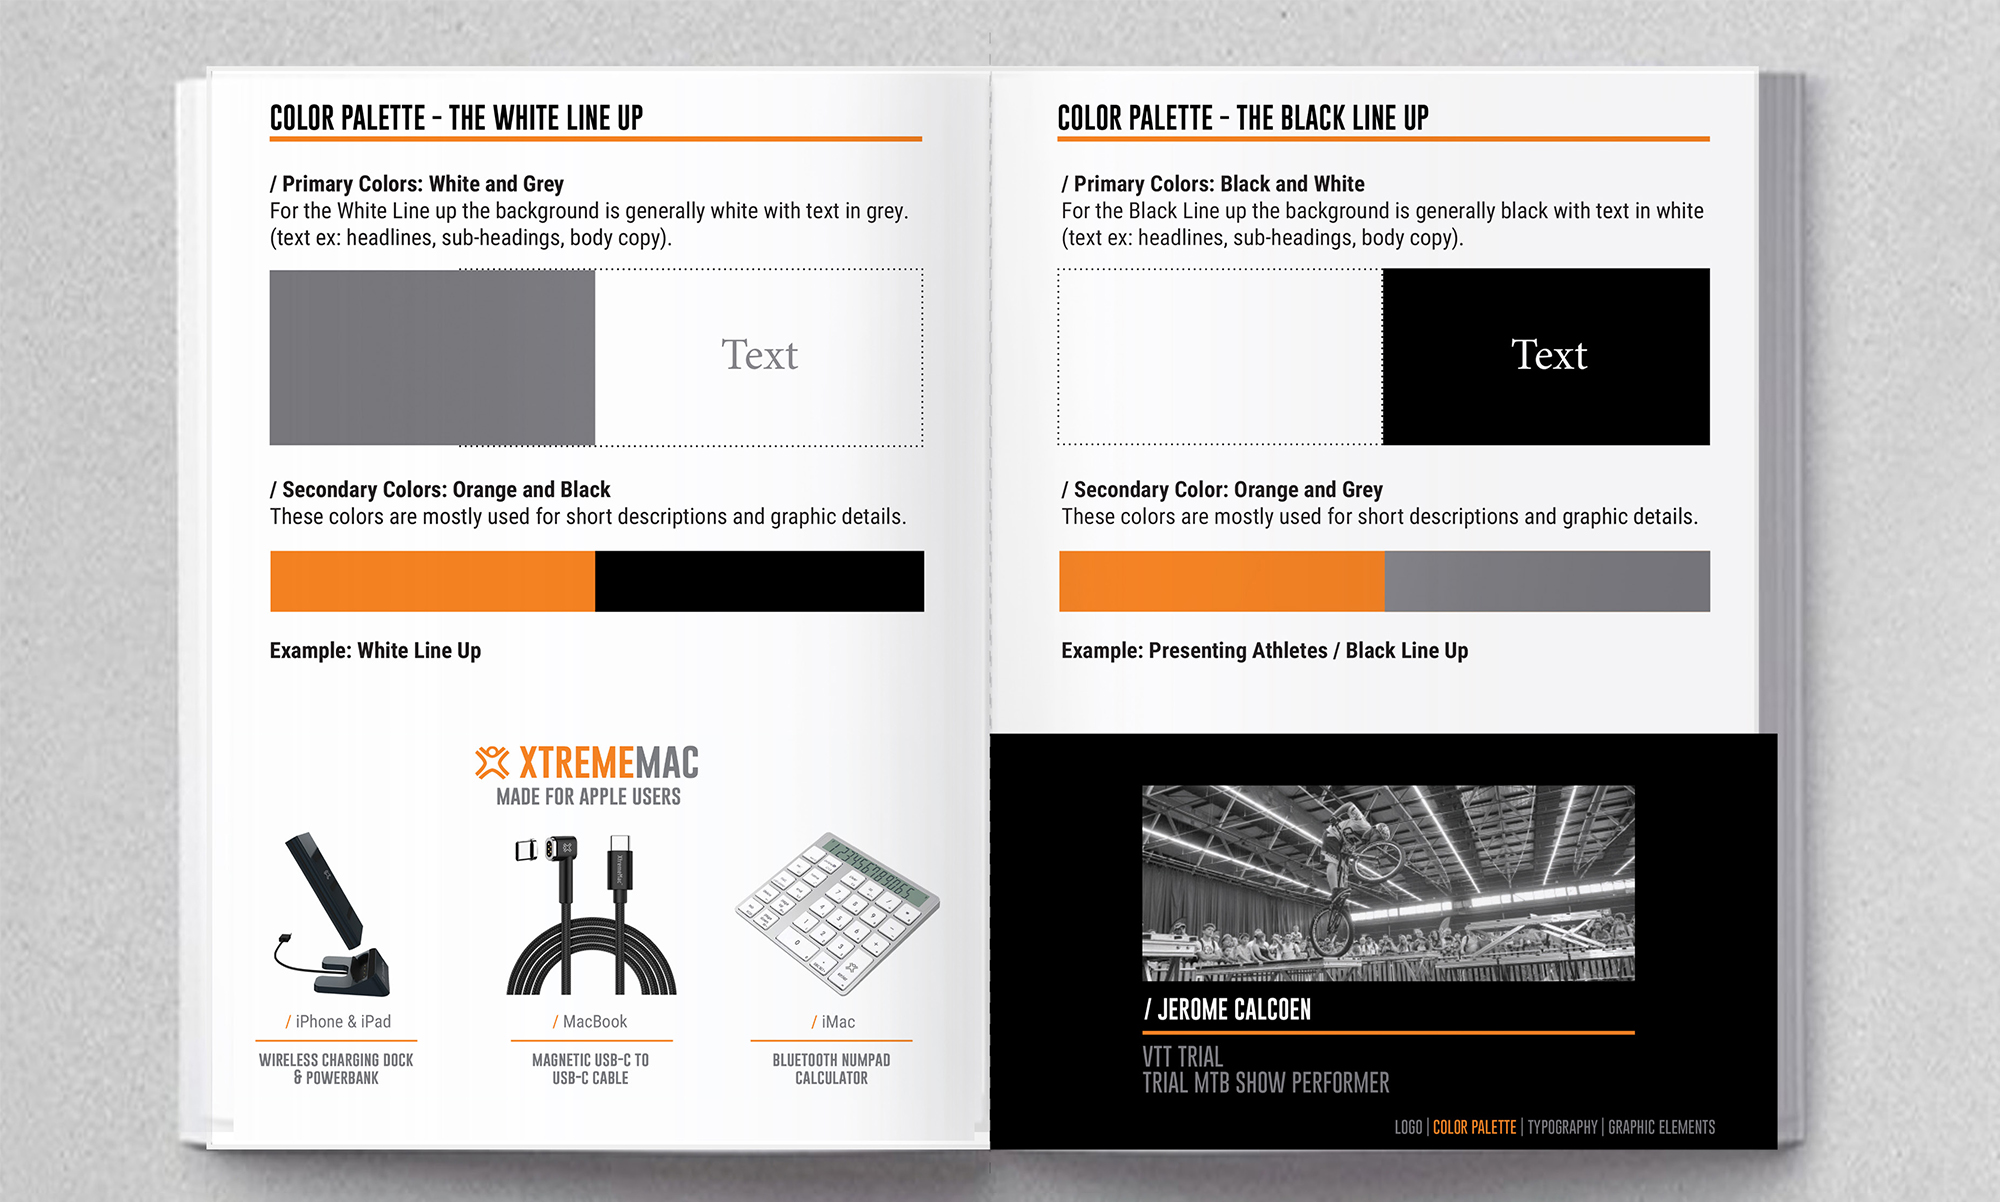 COLOR PALETTE - THE WHITE LINE UP
/ Primary Colors: White and Grey
For the White Line up the background is generally white with text in grey.
(text ex: headlines, sub-headings, body copy).
Text
/ Secondary Colors: Orange and Black
These colors are mostly used for short descriptions and graphic details.
Example: White Line Up
XTREMEMAC
MADE FOR APPLE USERS
XtremeMac
/ iPhone & iPad
WIRELESS CHARGING DOCK
& POWERBANK
/ MacBook
MAGNETIC USB-C TO
USB-C CABLE
/ iMac
BLUETOOTH NUMPAD
CALCULATOR
COLOR PALETTE - THE BLACK LINE UP
/ Primary Colors: Black and White
For the Black Line up the background is generally black with text in white
(text ex: headlines, sub-headings, body copy).
Text
/ Secondary Color: Orange and Grey
These colors are mostly used for short descriptions and graphic details.
Example: Presenting Athletes / Black Line Up
/ JEROME CALCOEN
VTT TRIAL
TRIAL MTB SHOW PERFORMER
LOGO | COLOR PALETTE | TYPOGRAPHY | GRAPHIC ELEMENTS